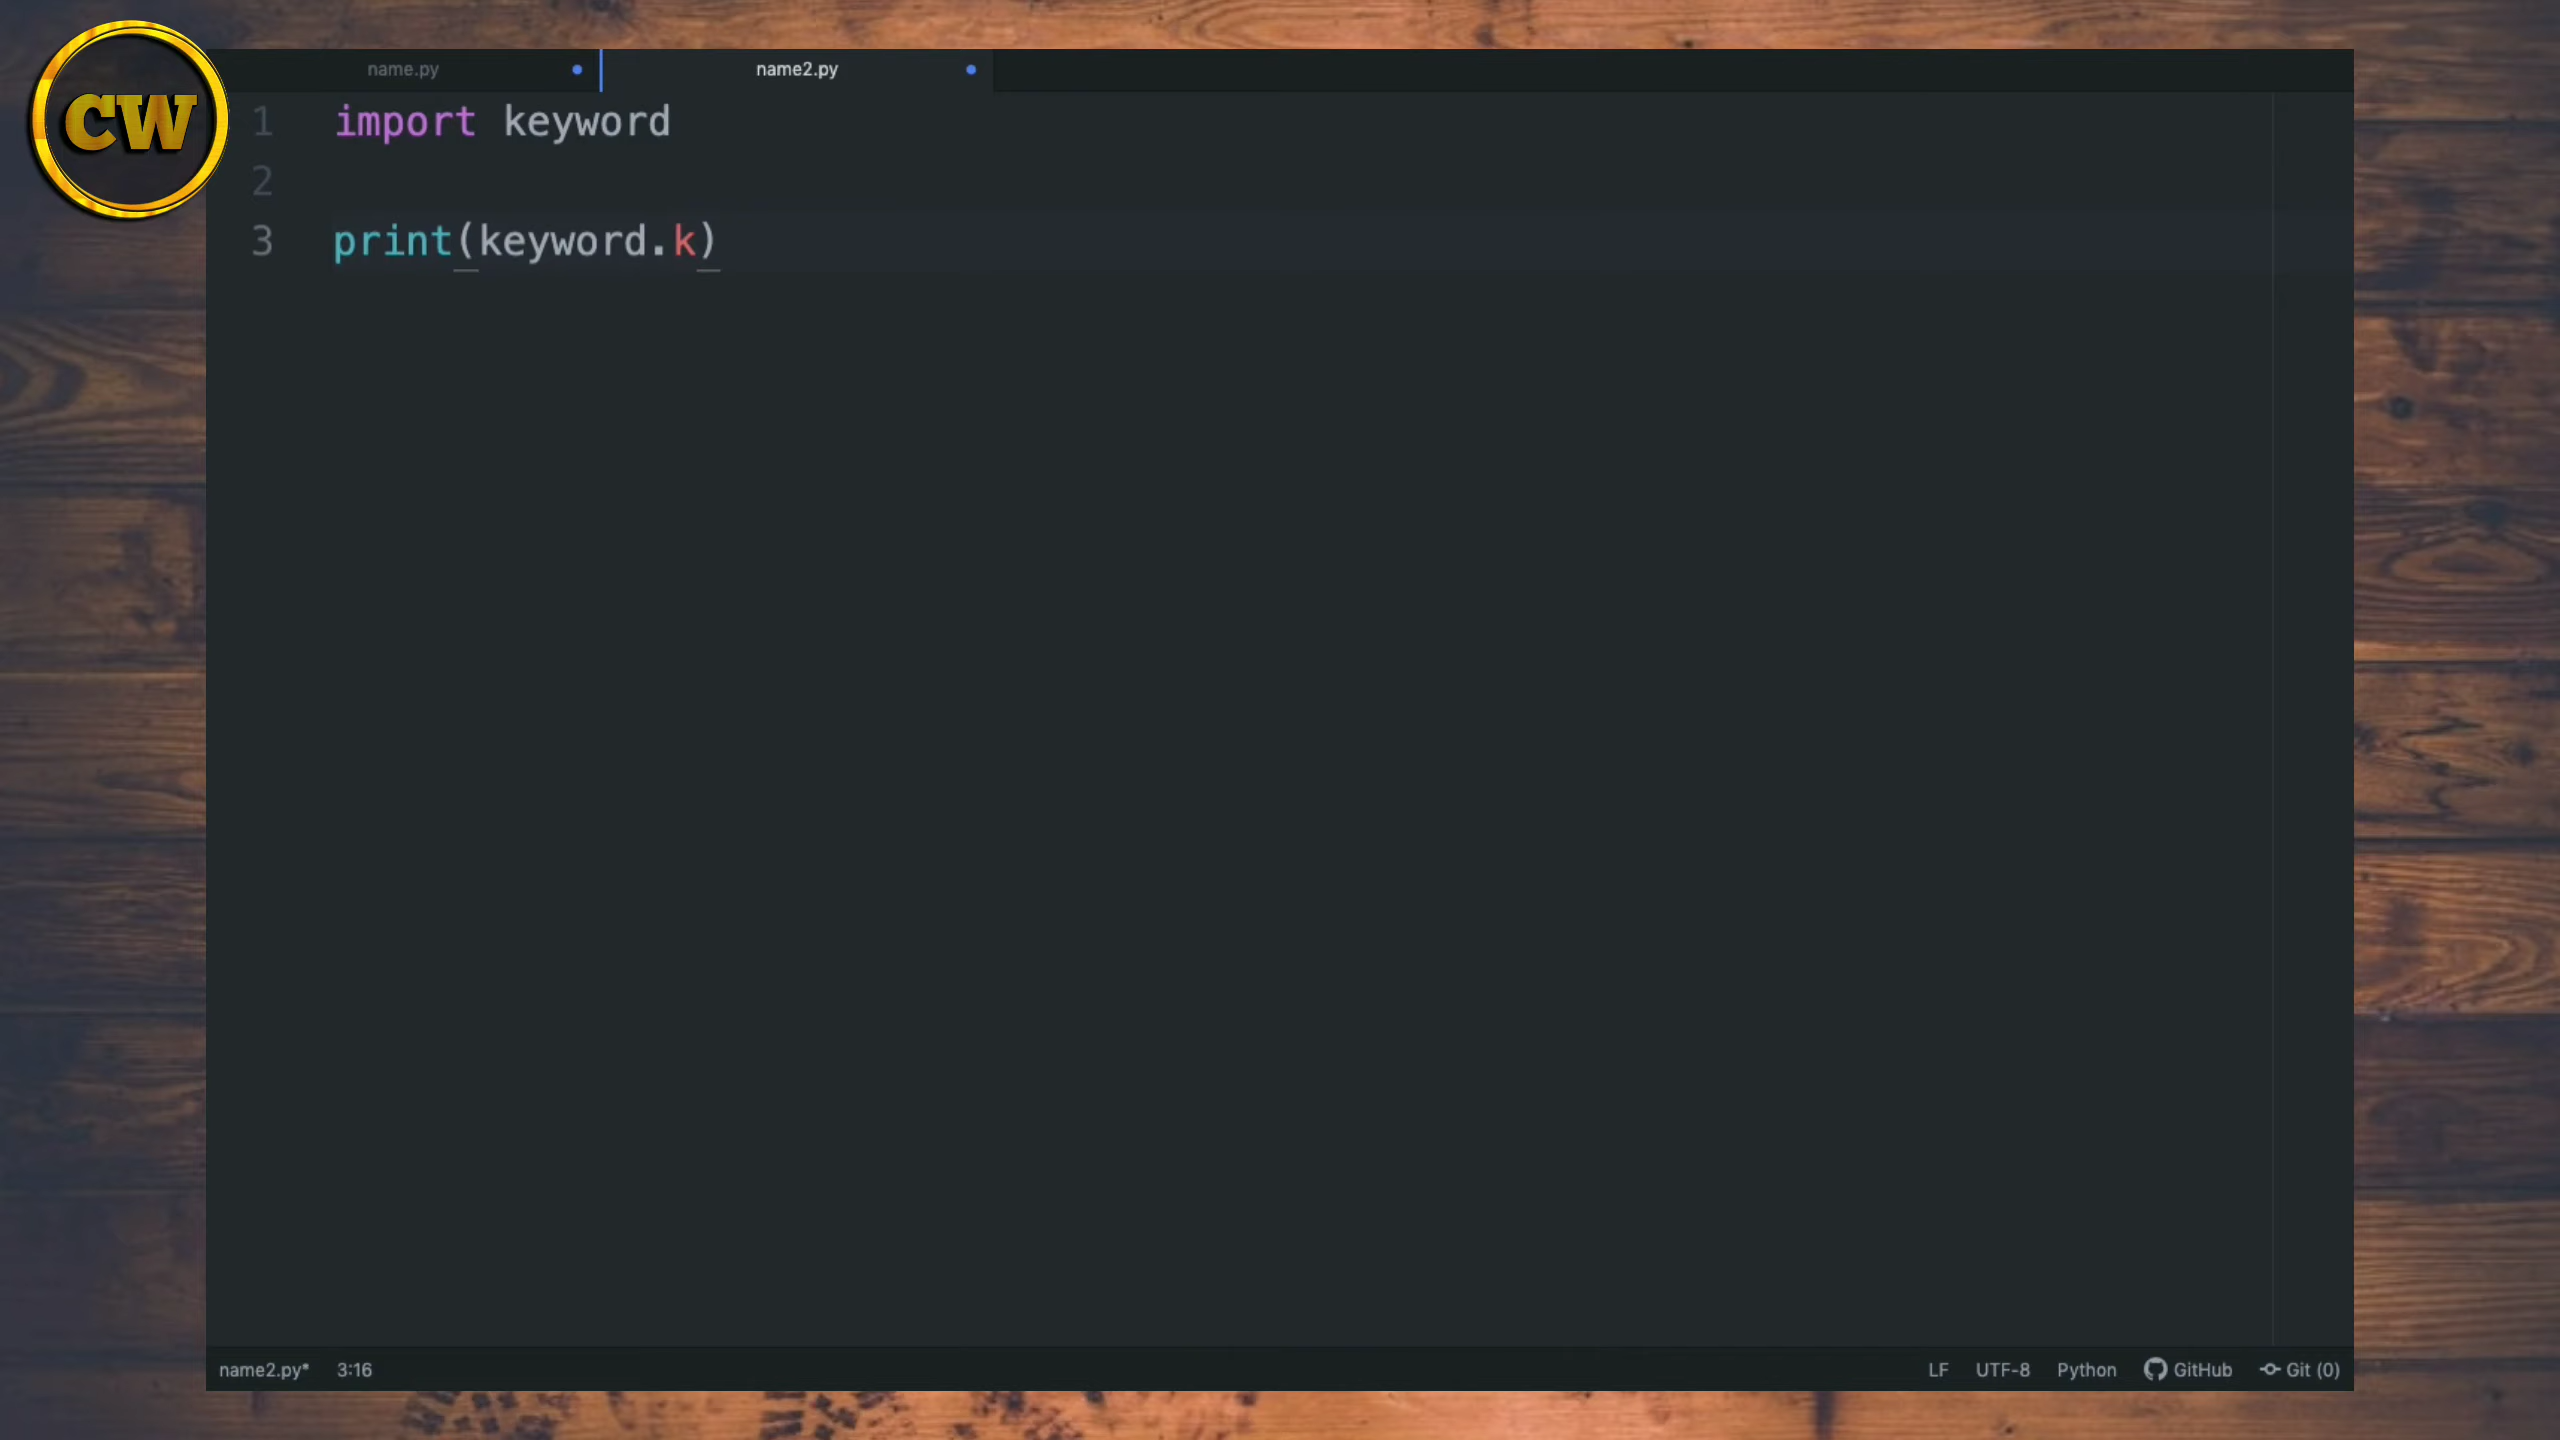 CW
name.py
name2.py
1 import keyword
2
3 print(keyword.k)
name2.py*
3:16
LF
UTF-8
Python
GitHub
Git (0)